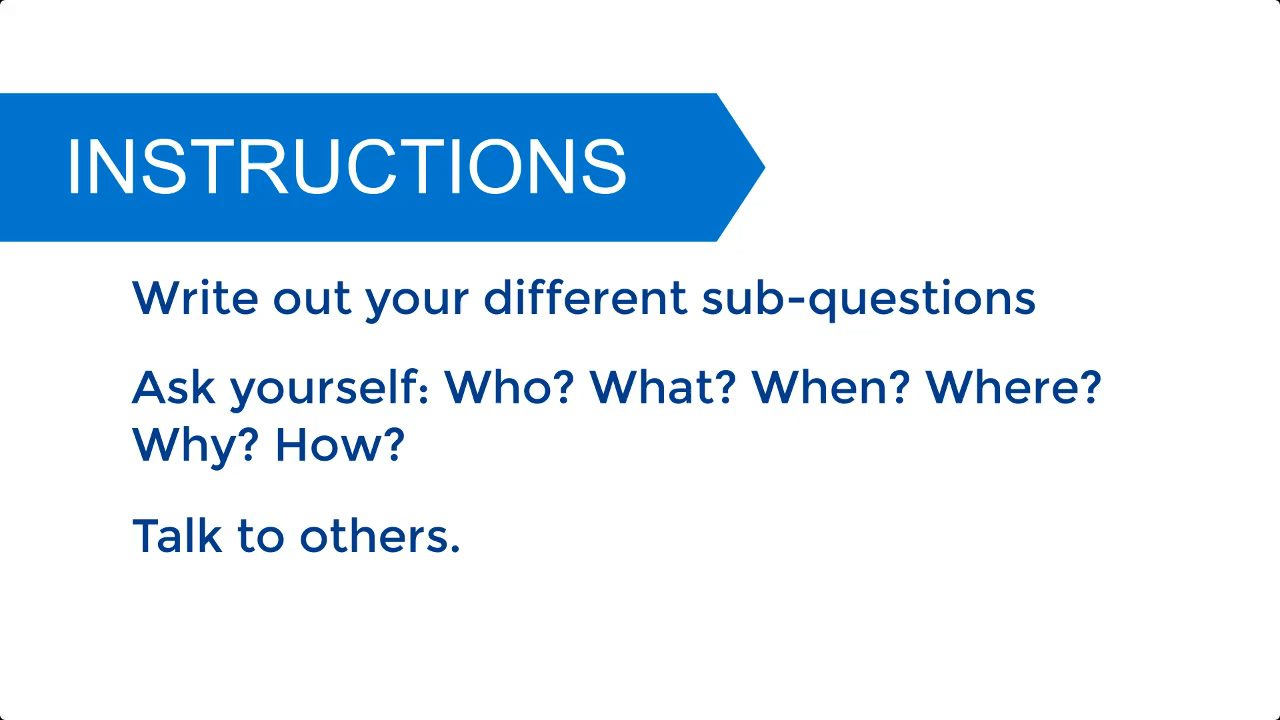 INSTRUCTIONS
Write out your different sub-questions
Ask yourself: Who? What? When? Where?
Why? How?
Talk to others.